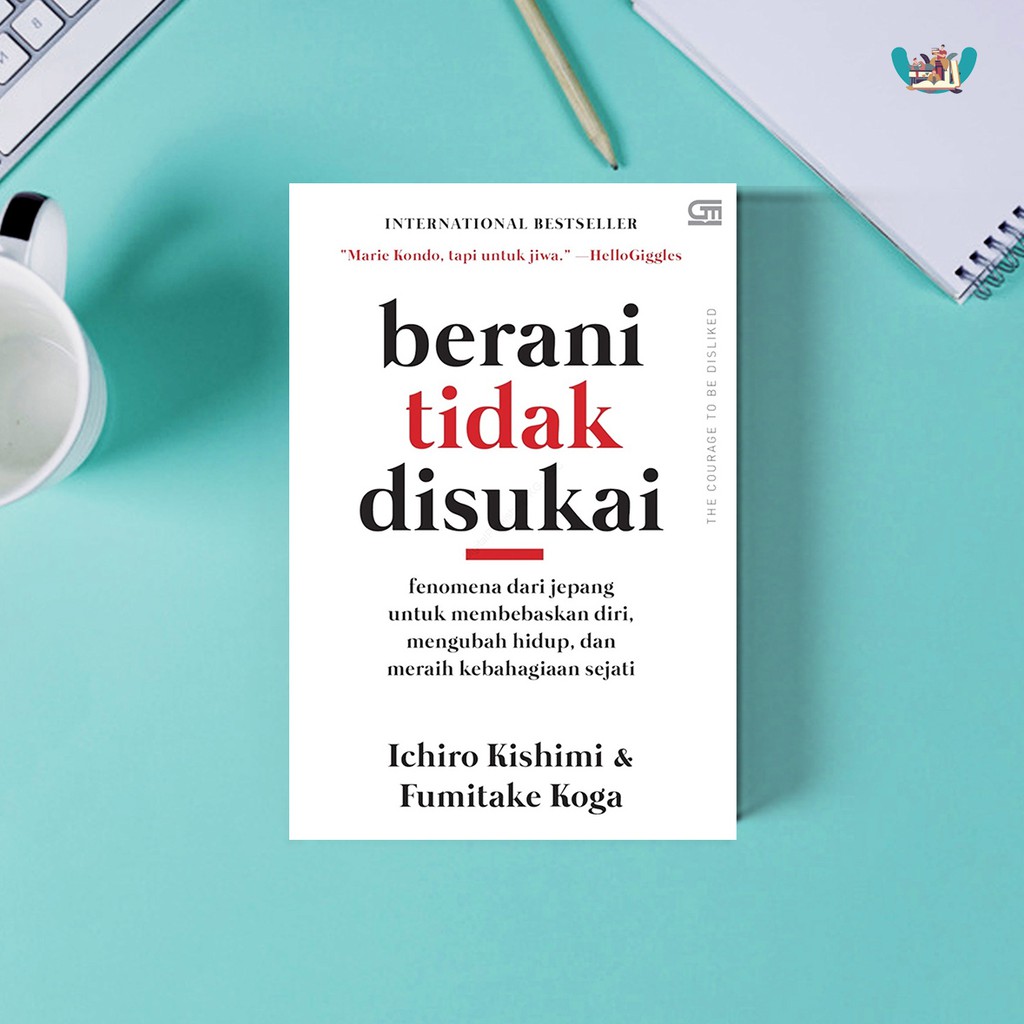 INTERNATIONAL BESTSELLER
"Marie Kondo, tapi untuk jiwa." —HelloGiggles
berani
tidak
disukai
fenomena dari jepang
untuk membebaskan diri,
mengubah hidup, dan
meraih kebahagiaan sejati
Ichiro Kishimi &
Fumitake Koga
THE COURAGE TO BE DISLIKED
GM
N
B